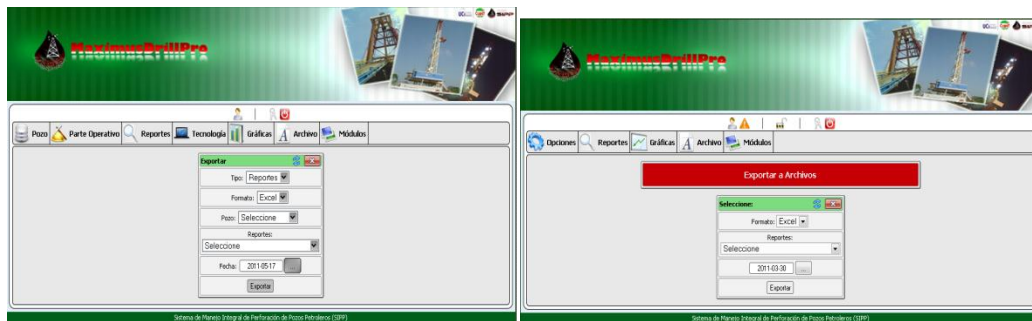 SIPP
MaximusDrillPro
Pozo Parte Operativo Reportes Tecnología Gráficas Archivo Módulos
Exportar
Tipo: Reportes
Formato: Excel
Pozo: Seleccione
Reportes:
Seleccione
Fecha: 2011-05-17 ...
Exportar
Sistema de Manejo Integral de Perforación de Pozos Petroleros (SIPP)
MaximusDrillPro
Opciones Reportes Gráficas Archivo Módulos
Exportar a Archivos
Seleccione:
Formato: Excel
Reportes:
Seleccione
2011-03-30 ...
Exportar
Sistema de Manejo Integral de Perforación de Pozos Petroleros (SIPP)